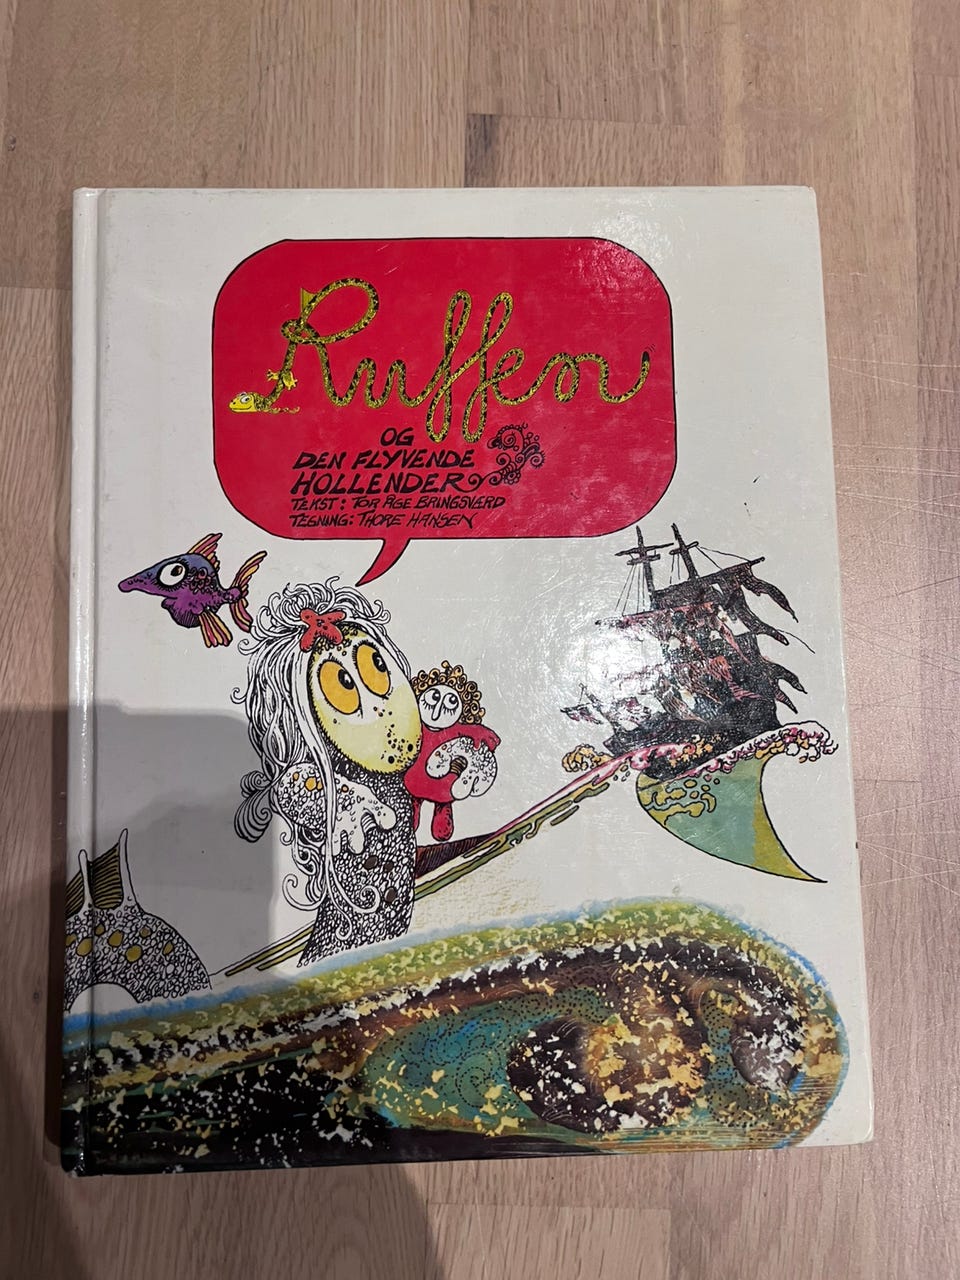 Ruffen
OG
DEN FLYVENDE
HOLLENDER
TEKST: TOR ÅGE BRINGSVÆRD
TEGNING: THORE HANSEN